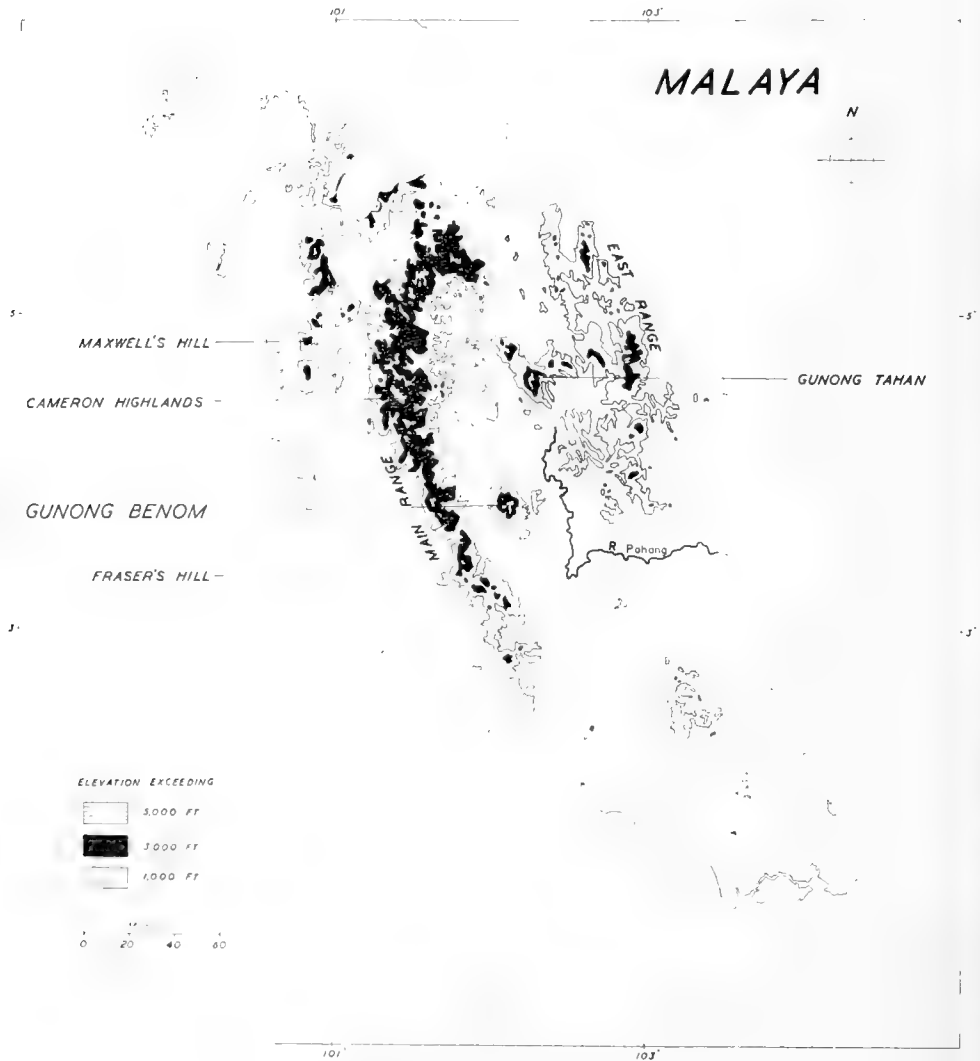 101°
103°
MALAYA
N
EAST RANGE
5°
5°
MAXWELL'S HILL
GUNONG TAHAN
CAMERON HIGHLANDS
MAIN RANGE
GUNONG BENOM
R. Pahang
FRASER'S HILL
3°
3°
ELEVATION EXCEEDING
5,000 FT
3,000 FT
1,000 FT
0 20 40 60
101°
103°